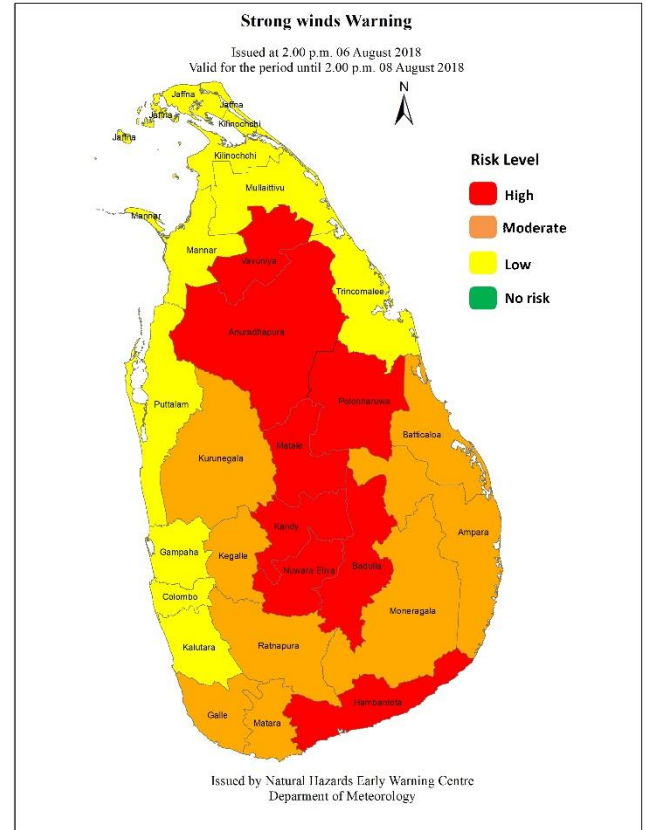 Strong winds Warning
Issued at 2.00 p.m. 06 August 2018
Valid for the period until 2.00 p.m. 08 August 2018
N
Jaffna
Jaffna
Jaffna
Jaffna
Kilinochchi
Kilinochchi
Mullaittivu
Mannar
Mannar
Vavuniya
Trincomalee
Anuradhapura
Puttalam
Polonnaruwa
Kurunegala
Matale
Batticaloa
Gampaha
Kegalle
Kandy
Ampara
Nuwara Eliya
Badulla
Colombo
Moneragala
Kalutara
Ratnapura
Galle
Matara
Hambantota
Risk Level
High
Moderate
Low
No risk
Issued by Natural Hazards Early Warning Centre
Deparment of Meteorology